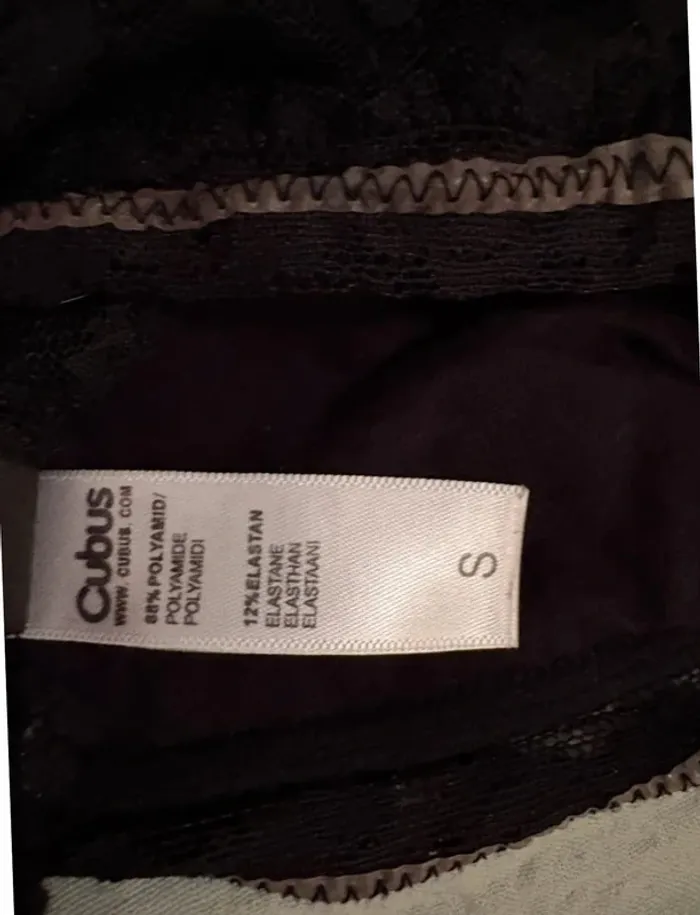 Cubus
WWW.CUBUS.COM
88%POLYAMID/
POLYAMIDE
POLYAMIDI
12%ELASTAN
ELASTANE
ELASTHAN
ELASTAANI
S